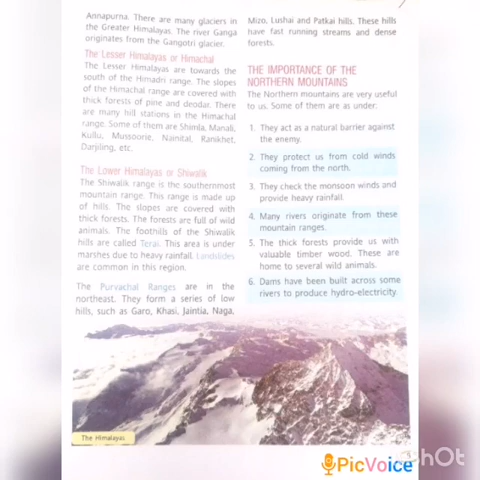 Annapurna. There are many glaciers in
the Greater Himalayas. The river Ganga
originates from the Gangotri glacier.
The Lesser Himalayas or Himachal
The Lesser Himalayas are towards the
south of the Himadri range. The slopes
of the Himachal range are covered with
thick forests of pine and deodar. There
are many hill stations in the Himachal
range. Some of them are Shimla, Manali,
Kullu, Mussoorie, Nainital, Ranikhet,
Darjiling, etc.
The Lower Himalayas or Shiwalik
The Shiwalik range is the southernmost
mountain range. This range is made up
of hills. The slopes are covered with
thick forests. The forests are full of wild
animals. The foothills of the Shiwalik
hills are called Terai. This area is under
marshes due to heavy rainfall. Landslides
are common in this region.
The Purvachal Ranges are in the
northeast. They form a series of low
hills, such as Garo, Khasi, Jaintia, Naga,
Mizo, Lushai and Patkai hills. These hills
have fast running streams and dense
forests.
THE IMPORTANCE OF THE
NORTHERN MOUNTAINS
The Northern mountains are very useful
to us. Some of them are as under:
1. They act as a natural barrier against
the enemy.
2. They protect us from cold winds
coming from the north.
3. They check the monsoon winds and
provide heavy rainfall.
4. Many rivers originate from these
mountain ranges.
5. The thick forests provide us with
valuable timber wood. These are
home to several wild animals.
6. Dams have been built across some
rivers to produce hydro-electricity.
The Himalayas
PicVoice